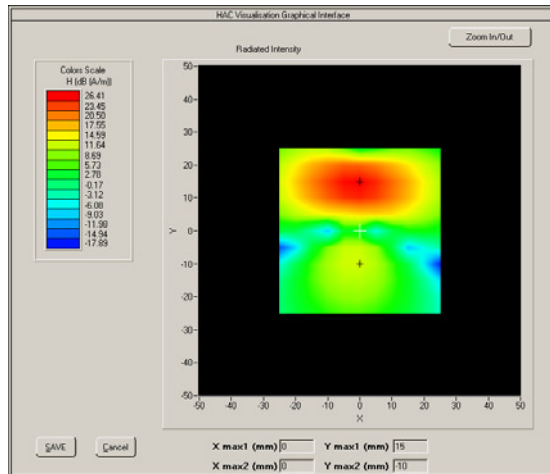 HAC Visualisation Graphical Interface
Zoom In/Out
Radiated Intensity
Colors Scale
H [dB (A/m)]
26.41
23.45
20.50
17.55
14.59
11.64
8.69
5.73
2.78
-0.17
-3.12
-6.08
-9.03
-11.98
-14.94
-17.89
50
40
30
20
10
0
-10
-20
-30
-40
-50
Y
-50 -40 -30 -20 -10 0 10 20 30 40 50
X
SAVE
Cancel
X max1 (mm) 0 Y max1 (mm) 15
X max2 (mm) 0 Y max2 (mm) -10